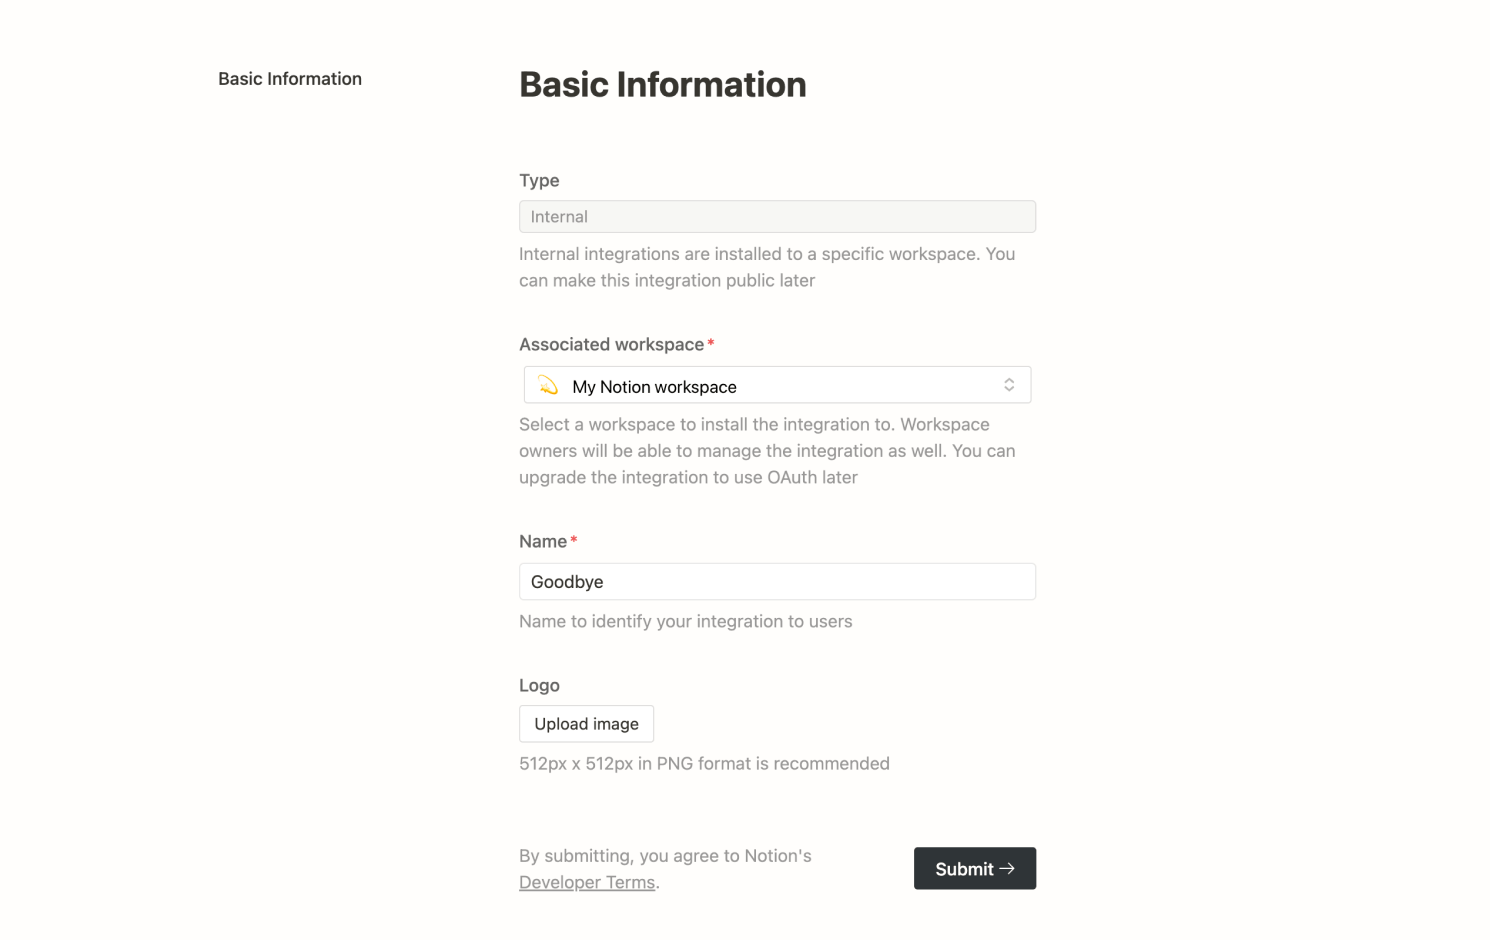 Basic Information
Basic Information
Type
Internal
Internal integrations are installed to a specific workspace. You
can make this integration public later
Associated workspace*
My Notion workspace
Select a workspace to install the integration to. Workspace
owners will be able to manage the integration as well. You can
upgrade the integration to use OAuth later
Name*
Goodbye
Name to identify your integration to users
Logo
Upload image
512px x 512px in PNG format is recommended
By submitting, you agree to Notion's
Developer Terms.
Submit →